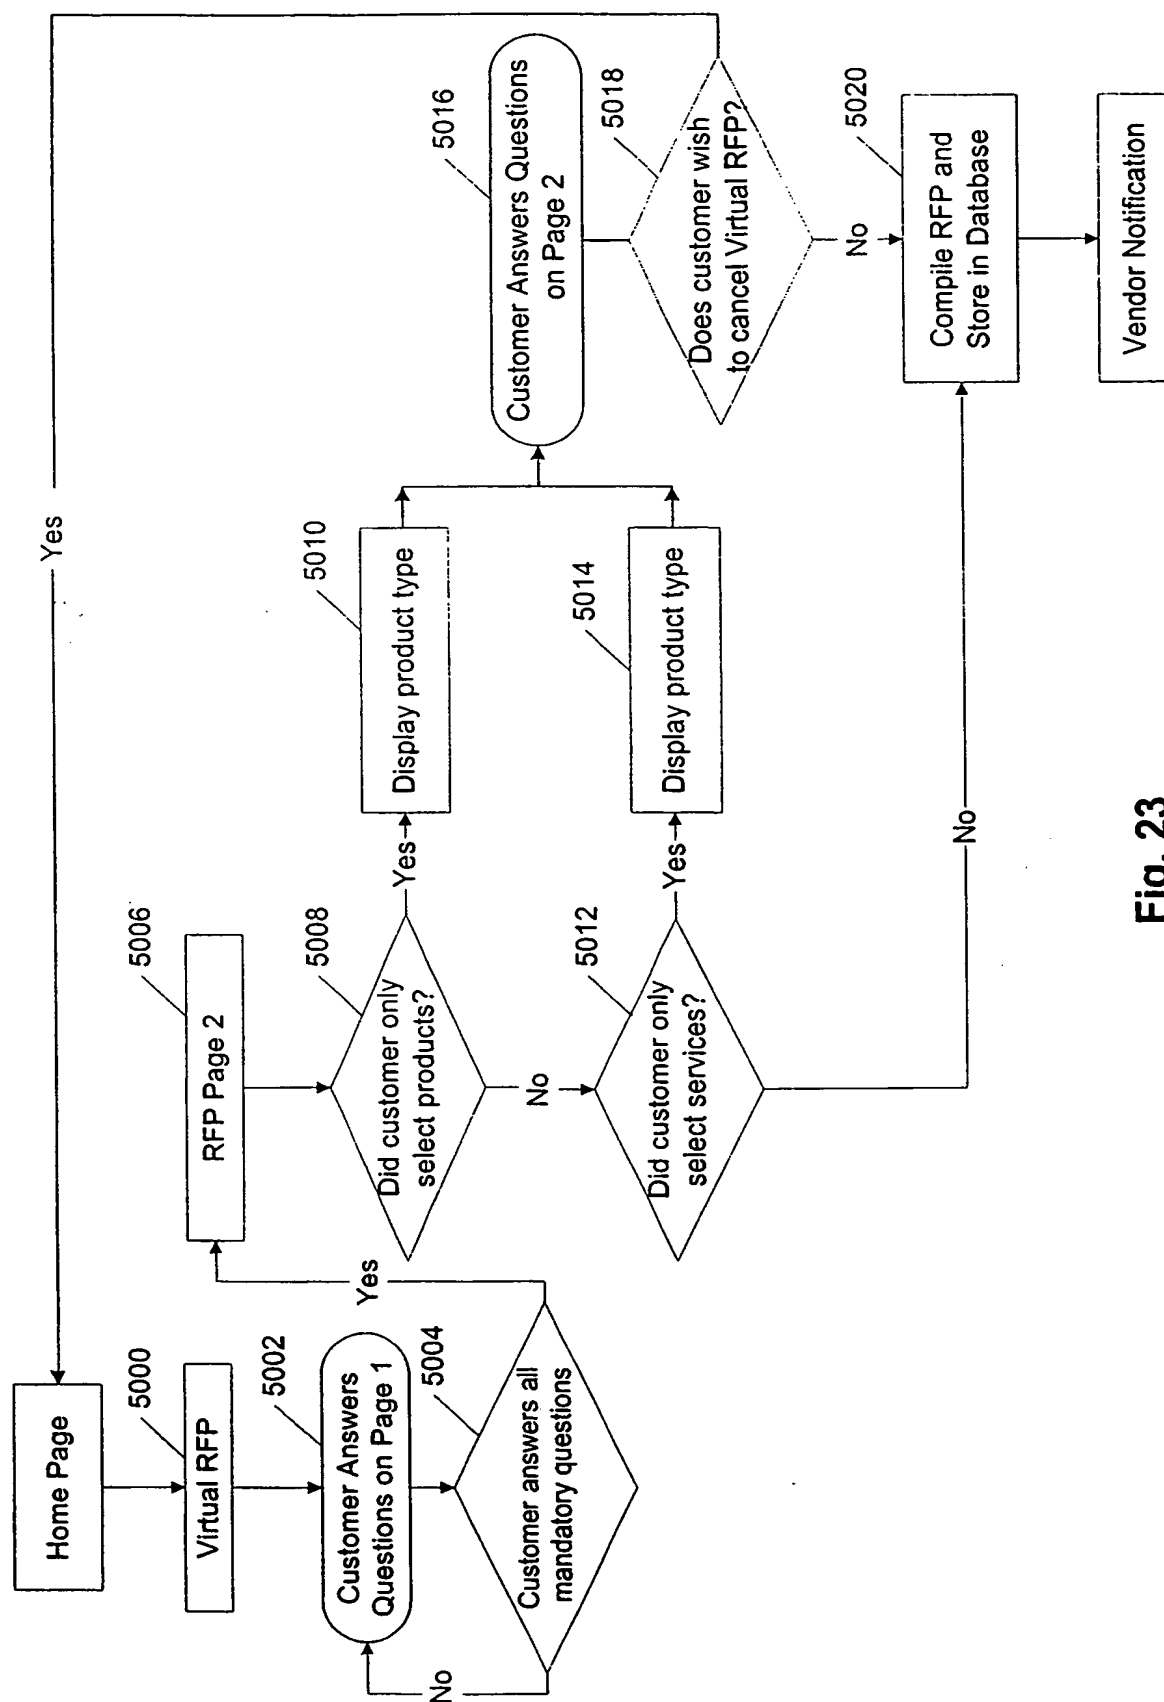 Home Page
5000
Virtual RFP
5002
Customer Answers
Questions on Page 1
5004
Customer answers all
mandatory questions
No
Yes
5006
RFP Page 2
5008
Did customer only
select products?
Yes
No
5010
Display product type
5012
Did customer only
select services?
Yes
No
5014
Display product type
5016
Customer Answers Questions
on Page 2
5018
Does customer wish
to cancel Virtual RFP?
Yes
No
5020
Compile RFP and
Store in Database
Vendor Notification
Fig. 23